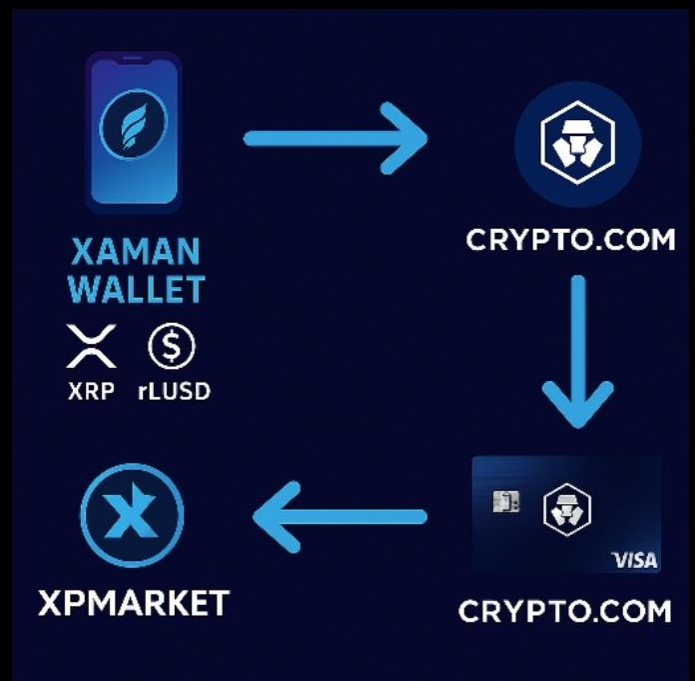 XAMAN
WALLET
XRP rLUSD
CRYPTO.COM
VISA
CRYPTO.COM
XPMARKET